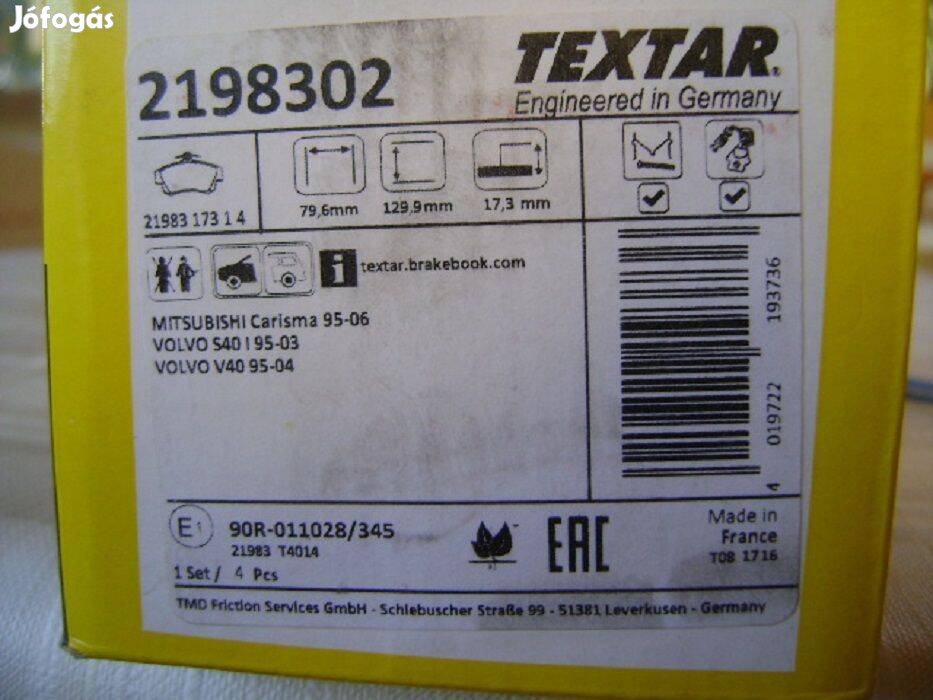 Jófogás
2198302
TEXTAR®
Engineered in Germany
21983 173 1 4
79,6mm
129,9mm
17,3 mm
i textar.brakebook.com
MITSUBISHI Carisma 95-06
VOLVO S40 I 95-03
VOLVO V40 95-04
4 019722 193736
E1
90R-011028/345
21983 T4014
1 Set / 4 Pcs
EAC
Made in
France
T08 1716
TMD Friction Services GmbH - Schlebuscher Straße 99 - 51381 Leverkusen - Germany